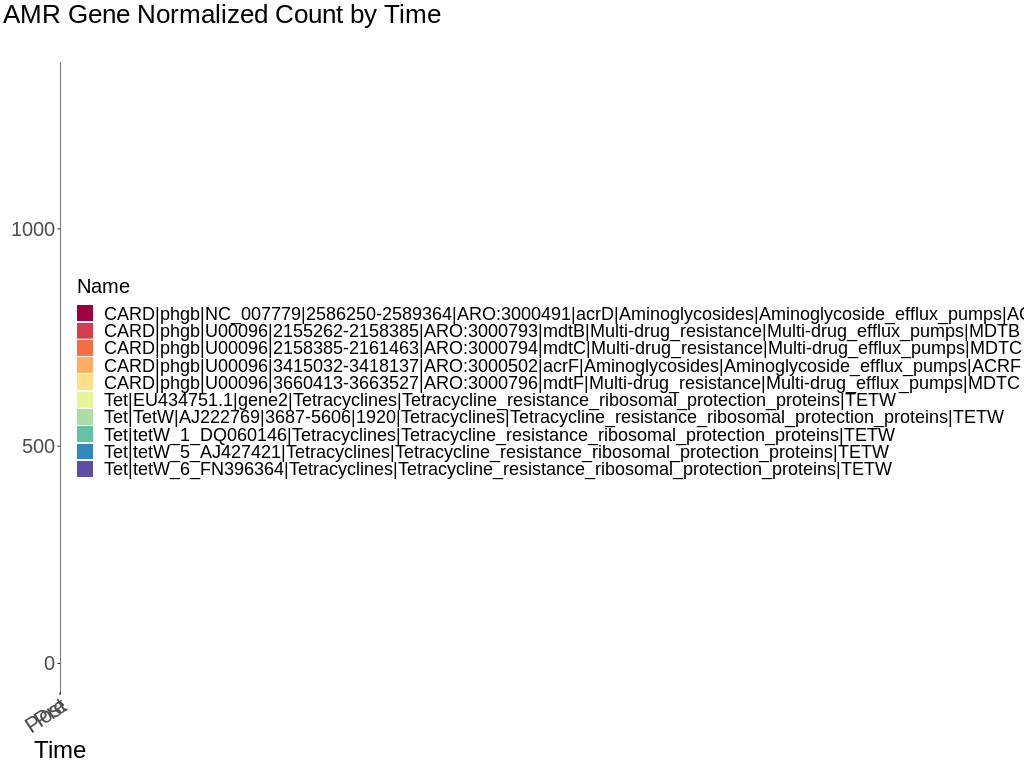 AMR Gene Normalized Count by Time
1000
Name
CARD|phgb|NC_007779|2586250-2589364|ARO:3000491|acrD|Aminoglycosides|Aminoglycoside_efflux_pumps|AC
CARD|phgb|U00096|2155262-2158385|ARO:3000793|mdtB|Multi-drug_resistance|Multi-drug_efflux_pumps|MDTB
CARD|phgb|U00096|2158385-2161463|ARO:3000794|mdtC|Multi-drug_resistance|Multi-drug_efflux_pumps|MDTC
CARD|phgb|U00096|3415032-3418137|ARO:3000502|acrF|Aminoglycosides|Aminoglycoside_efflux_pumps|ACRF
CARD|phgb|U00096|3660413-3663527|ARO:3000796|mdtF|Multi-drug_resistance|Multi-drug_efflux_pumps|MDTC
Tet|EU434751.1|gene2|Tetracyclines|Tetracycline_resistance_ribosomal_protection_proteins|TETW
Tet|TetW|AJ222769|3687-5606|1920|Tetracyclines|Tetracycline_resistance_ribosomal_protection_proteins|TETW
Tet|tetW_1_DQ060146|Tetracyclines|Tetracycline_resistance_ribosomal_protection_proteins|TETW
500
Tet|tetW_5_AJ427421|Tetracyclines|Tetracycline_resistance_ribosomal_protection_proteins|TETW
Tet|tetW_6_FN396364|Tetracyclines|Tetracycline_resistance_ribosomal_protection_proteins|TETW
0
Time